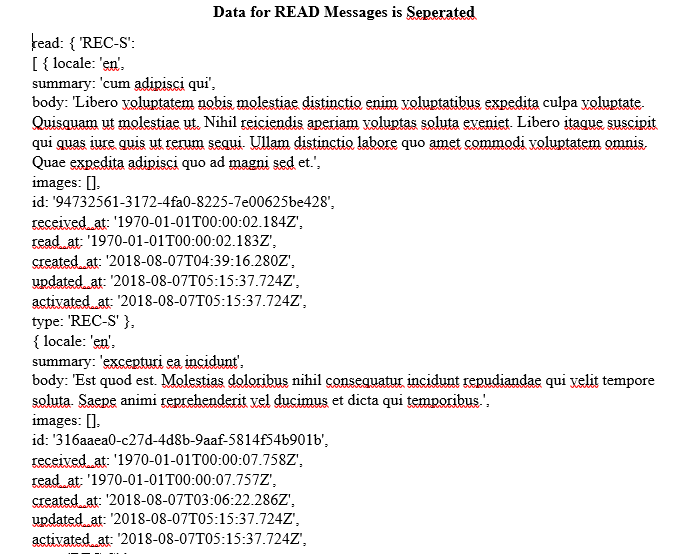 Data for READ Messages is Seperated
read: { 'REC-S':
[ { locale: 'en',
summary: 'cum adipisci qui',
body: 'Libero voluptatem nobis molestiae distinctio enim voluptatibus expedita culpa voluptate.
Quisquam ut molestiae ut. Nihil reiciendis aperiam voluptas soluta eveniet. Libero itaque suscipit
qui quas iure quis ut rerum sequi. Ullam distinctio labore quo amet commodi voluptatem omnis.
Quae expedita adipisci quo ad magni sed et.',
images: [],
id: '94732561-3172-4fa0-8225-7e00625be428',
received_at: '1970-01-01T00:00:02.184Z',
read_at: '1970-01-01T00:00:02.183Z',
created_at: '2018-08-07T04:39:16.280Z',
updated_at: '2018-08-07T05:15:37.724Z',
activated_at: '2018-08-07T05:15:37.724Z',
type: 'REC-S' },
{ locale: 'en',
summary: 'excepturi ea incidunt',
body: 'Est quod est. Molestias doloribus nihil consequatur incidunt repudiandae qui velit tempore
soluta. Saepe animi reprehenderit vel ducimus et dicta qui temporibus.',
images: [],
id: '316aaea0-c27d-4d8b-9aaf-5814f54b901b',
received_at: '1970-01-01T00:00:07.758Z',
read_at: '1970-01-01T00:00:07.757Z',
created_at: '2018-08-07T03:06:22.286Z',
updated_at: '2018-08-07T05:15:37.724Z',
activated_at: '2018-08-07T05:15:37.724Z',